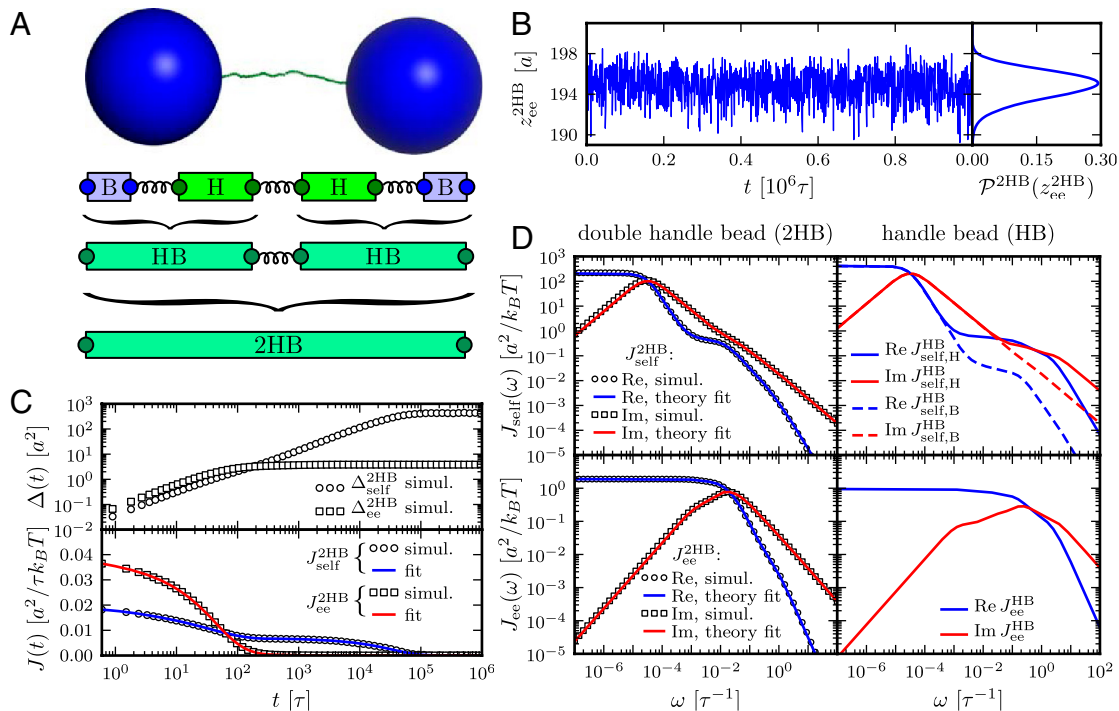 A
B H H B
HB HB
2HB
B
z_ee^2HB [a]
198
194
190
0.0 0.2 0.4 0.6 0.8 0.00 0.15 0.30
t [10^6τ]
P^2HB(z_ee^2HB)
C
Δ(t) [a^2]
10^3
10^2
10^1
10^0
10^-1
10^-2
Δ_self^2HB simul.
Δ_ee^2HB simul.
J(t) [a^2/τk_BT]
0.04
0.03
0.02
0.01
0.00
J_self^2HB { simul.
fit
J_ee^2HB { simul.
fit
10^0 10^1 10^2 10^3 10^4 10^5 10^6
t [τ]
D
double handle bead (2HB)
handle bead (HB)
J_self(ω) [a^2/k_BT]
10^3
10^2
10^1
10^0
10^-1
10^-2
10^-3
10^-4
10^-5
J_self^2HB:
Re, simul.
Re, theory fit
Im, simul.
Im, theory fit
Re J_self,H^HB
Im J_self,H^HB
Re J_self,B^HB
Im J_self,B^HB
J_ee(ω) [a^2/k_BT]
10^0
10^-1
10^-2
10^-3
10^-4
10^-5
J_ee^2HB:
Re, simul.
Re, theory fit
Im, simul.
Im, theory fit
Re J_ee^HB
Im J_ee^HB
10^-6 10^-4 10^-2 10^0 10^-6 10^-4 10^-2 10^0 10^2
ω [τ^-1]
ω [τ^-1]